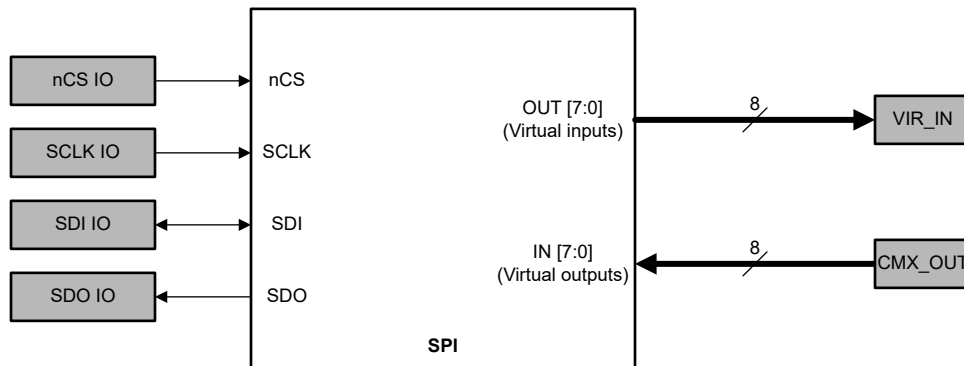 nCS IO
SCLK IO
SDI IO
SDO IO
nCS
SCLK
SDI
SDO
OUT [7:0]
(Virtual inputs)
IN [7:0]
(Virtual outputs)
SPI
8
VIR_IN
8
CMX_OUT